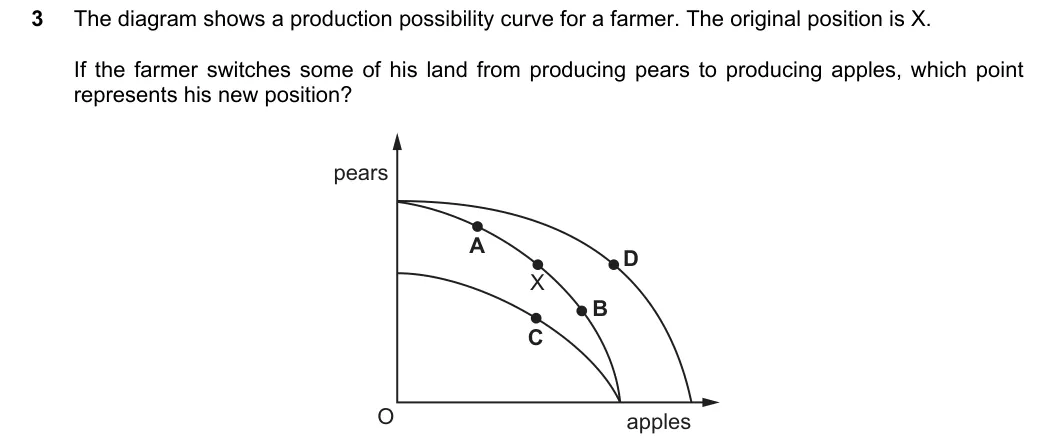 3 The diagram shows a production possibility curve for a farmer. The original position is X.
If the farmer switches some of his land from producing pears to producing apples, which point
represents his new position?
pears
A
D
X
B
C
O
apples